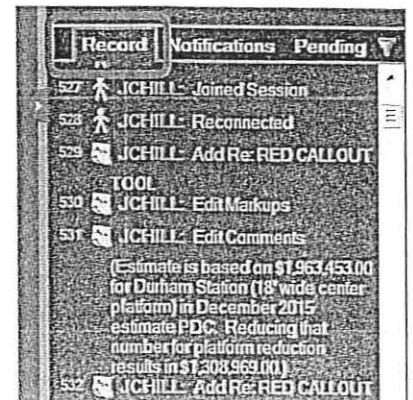 Record Notifications Pending
527 JCHILL: Joined Session
528 JCHILL: Reconnected
529 JCHILL: Add Re: RED CALLOUT
TOOL
530 JCHILL: Edit Markups
531 JCHILL: Edit Comments
(Estimate is based on $1,963,453.00
for Durham Station (18' wide center
platform) in December 2015
estimate PDC. Reducing that
number for platform reduction
results in $1,308,969.00.)
532 JCHILL: Add Re: RED CALLOUT